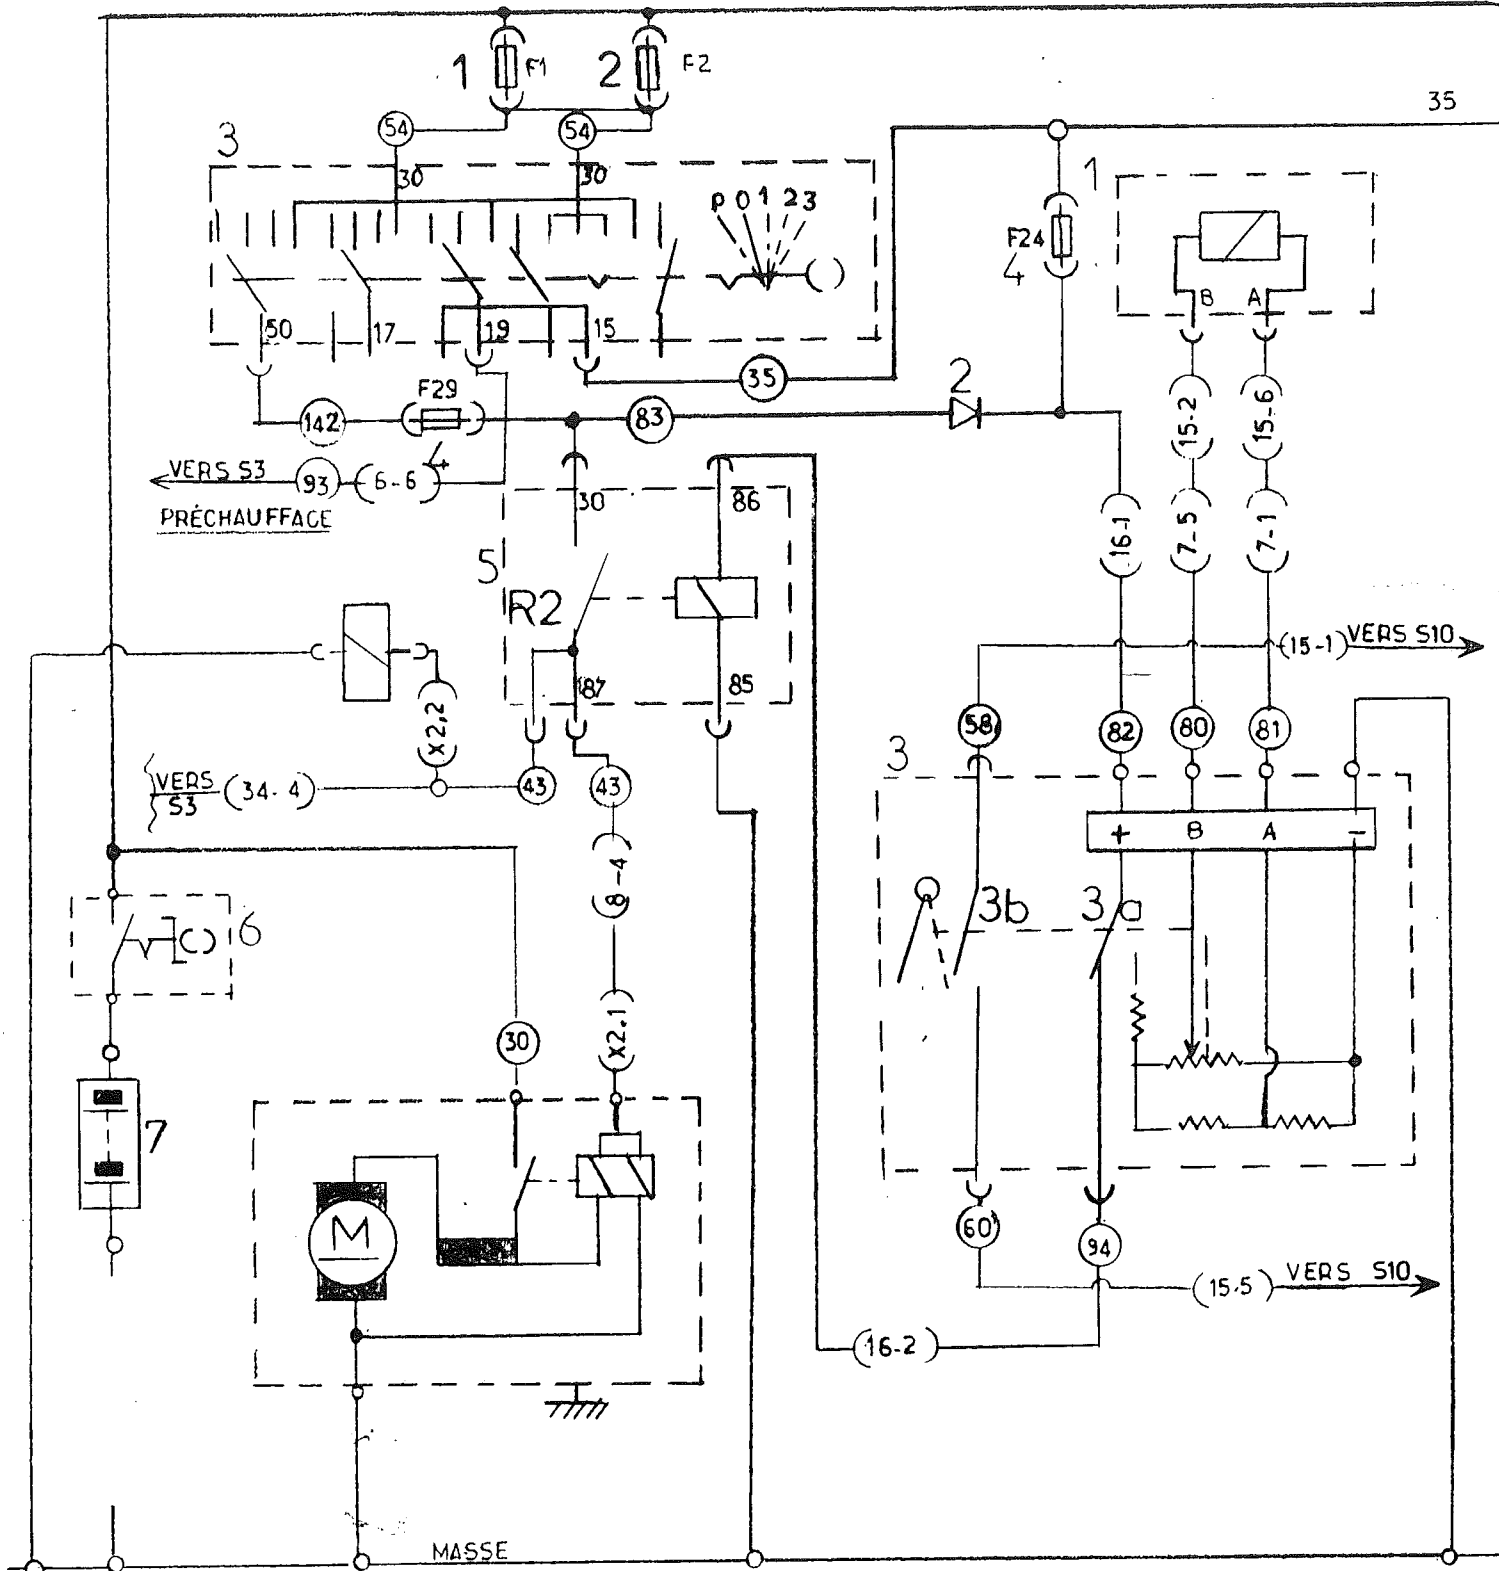 1 F1 2 F2
35
54 54
3
30 30
P 0 1 2 3
1
F24
4
B A
50 17 19 15
35
2
F29
142 83
4
15-2 15-6
VERS S3 93 6-6
PRÉCHAUFFAGE
30 86
16-1 7-5 7-1
5
R2
15-1 VERS S10
87 85
X2,2
58 82 80 81
3
VERS S3 34-4 43 43
+ B A -
8-4
3b 3a
6
30 X2.1
7
M
60 94
15.5 VERS S10
16-2
MASSE